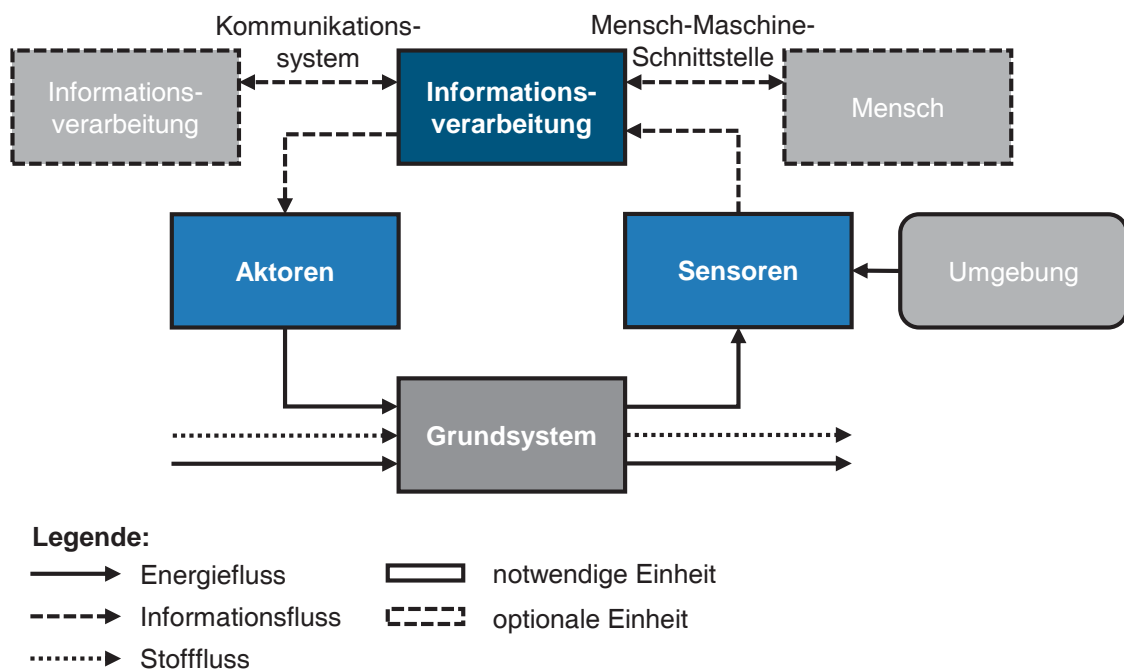 Kommunikations-
system
Mensch-Maschine-
Schnittstelle
Informations-
verarbeitung
Informations-
verarbeitung
Mensch
Aktoren
Sensoren
Umgebung
Grundsystem
Legende:
Energiefluss
notwendige Einheit
Informationsfluss
optionale Einheit
Stofffluss